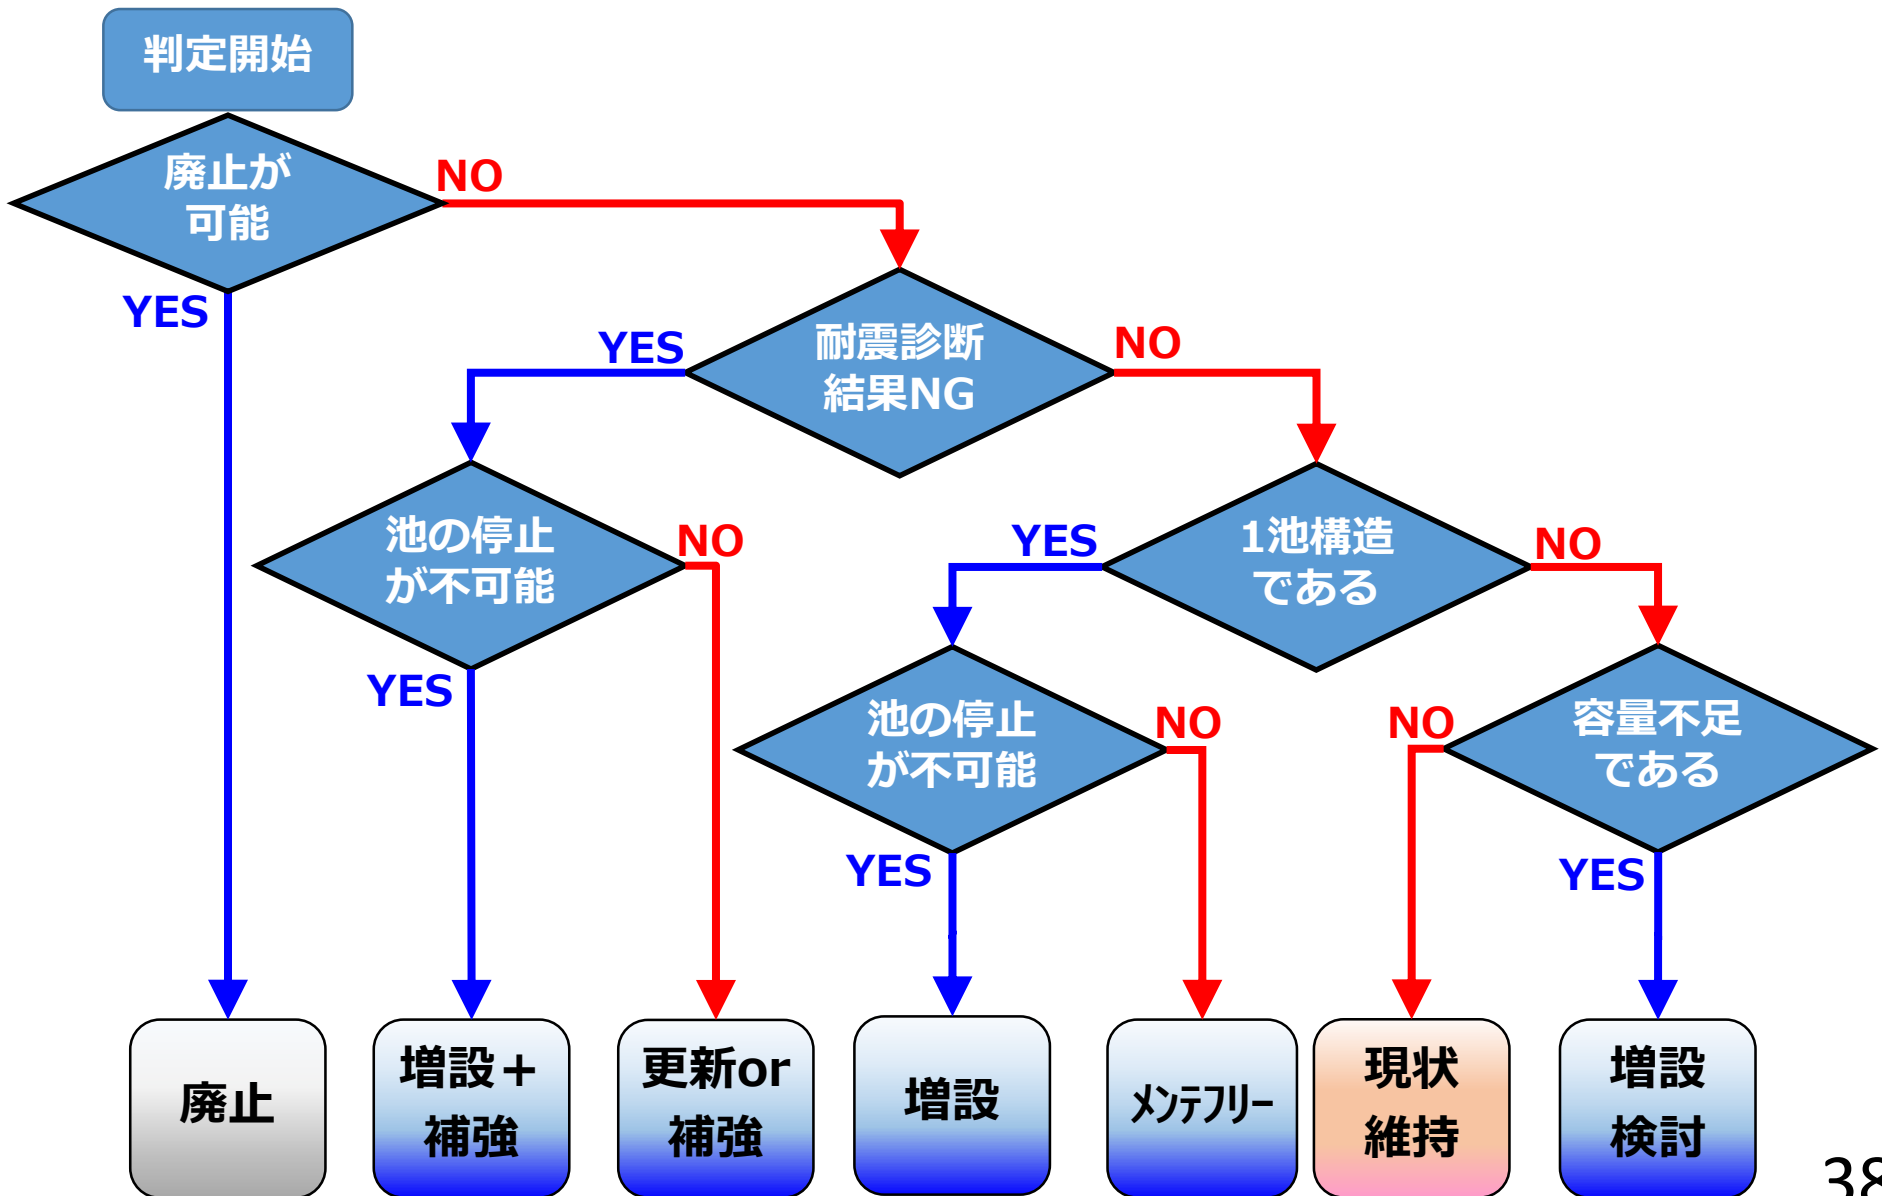 判定開始
廃止が
可能
NO
YES
耐震診断
結果NG
YES
NO
池の停止
が不可能
NO
YES
1池構造
である
YES
NO
池の停止
が不可能
NO
YES
容量不足
である
NO
YES
廃止
増設＋
補強
更新or
補強
増設
ﾒﾝﾃﾌﾘｰ
現状
維持
増設
検討
38